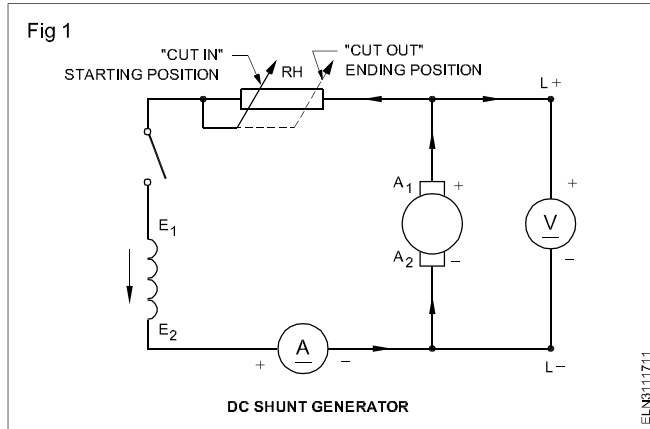 Fig 1
"CUT IN"
STARTING POSITION
RH
"CUT OUT"
ENDING POSITION
L+
A1
+
A2
−
+
V
−
E1
E2
+
A
−
L−
DC SHUNT GENERATOR
ELN3111711